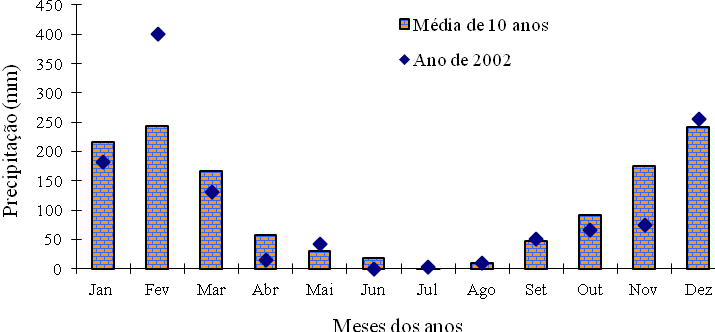 Precipitação (mm)
450
400
350
300
250
200
150
100
50
0
Média de 10 anos
Ano de 2002
Jan Fev Mar Abr Mai Jun Jul Ago Set Out Nov Dez
Meses dos anos